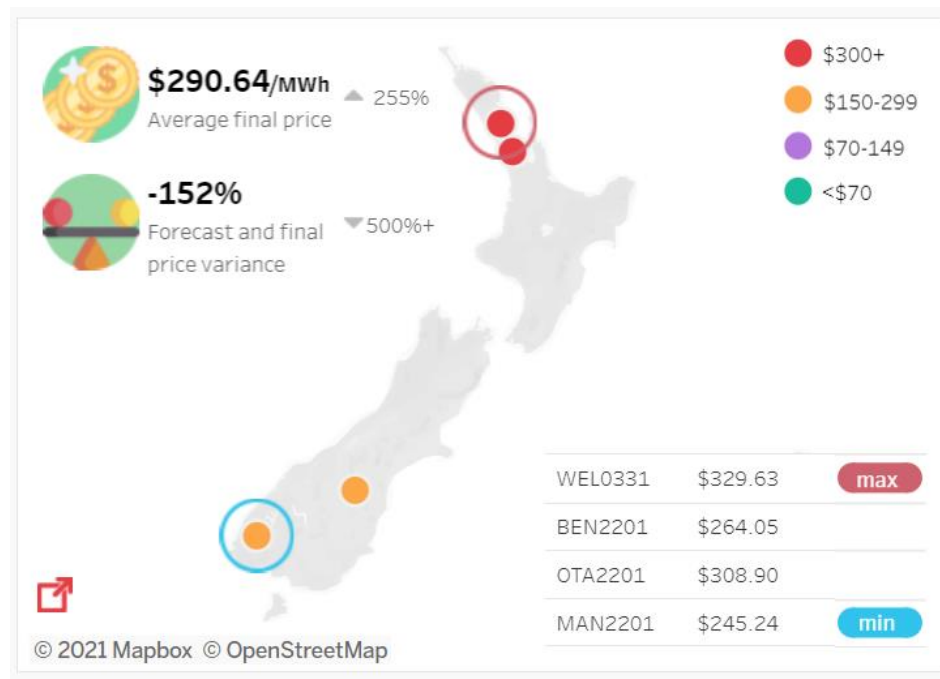 $290.64/MWh
255%
Average final price
-152%
Forecast and final
500%+
price variance
$300+
$150-299
$70-149
<$70
WEL0331 $329.63 max
BEN2201 $264.05
OTA2201 $308.90
MAN2201 $245.24 min
© 2021 Mapbox © OpenStreetMap